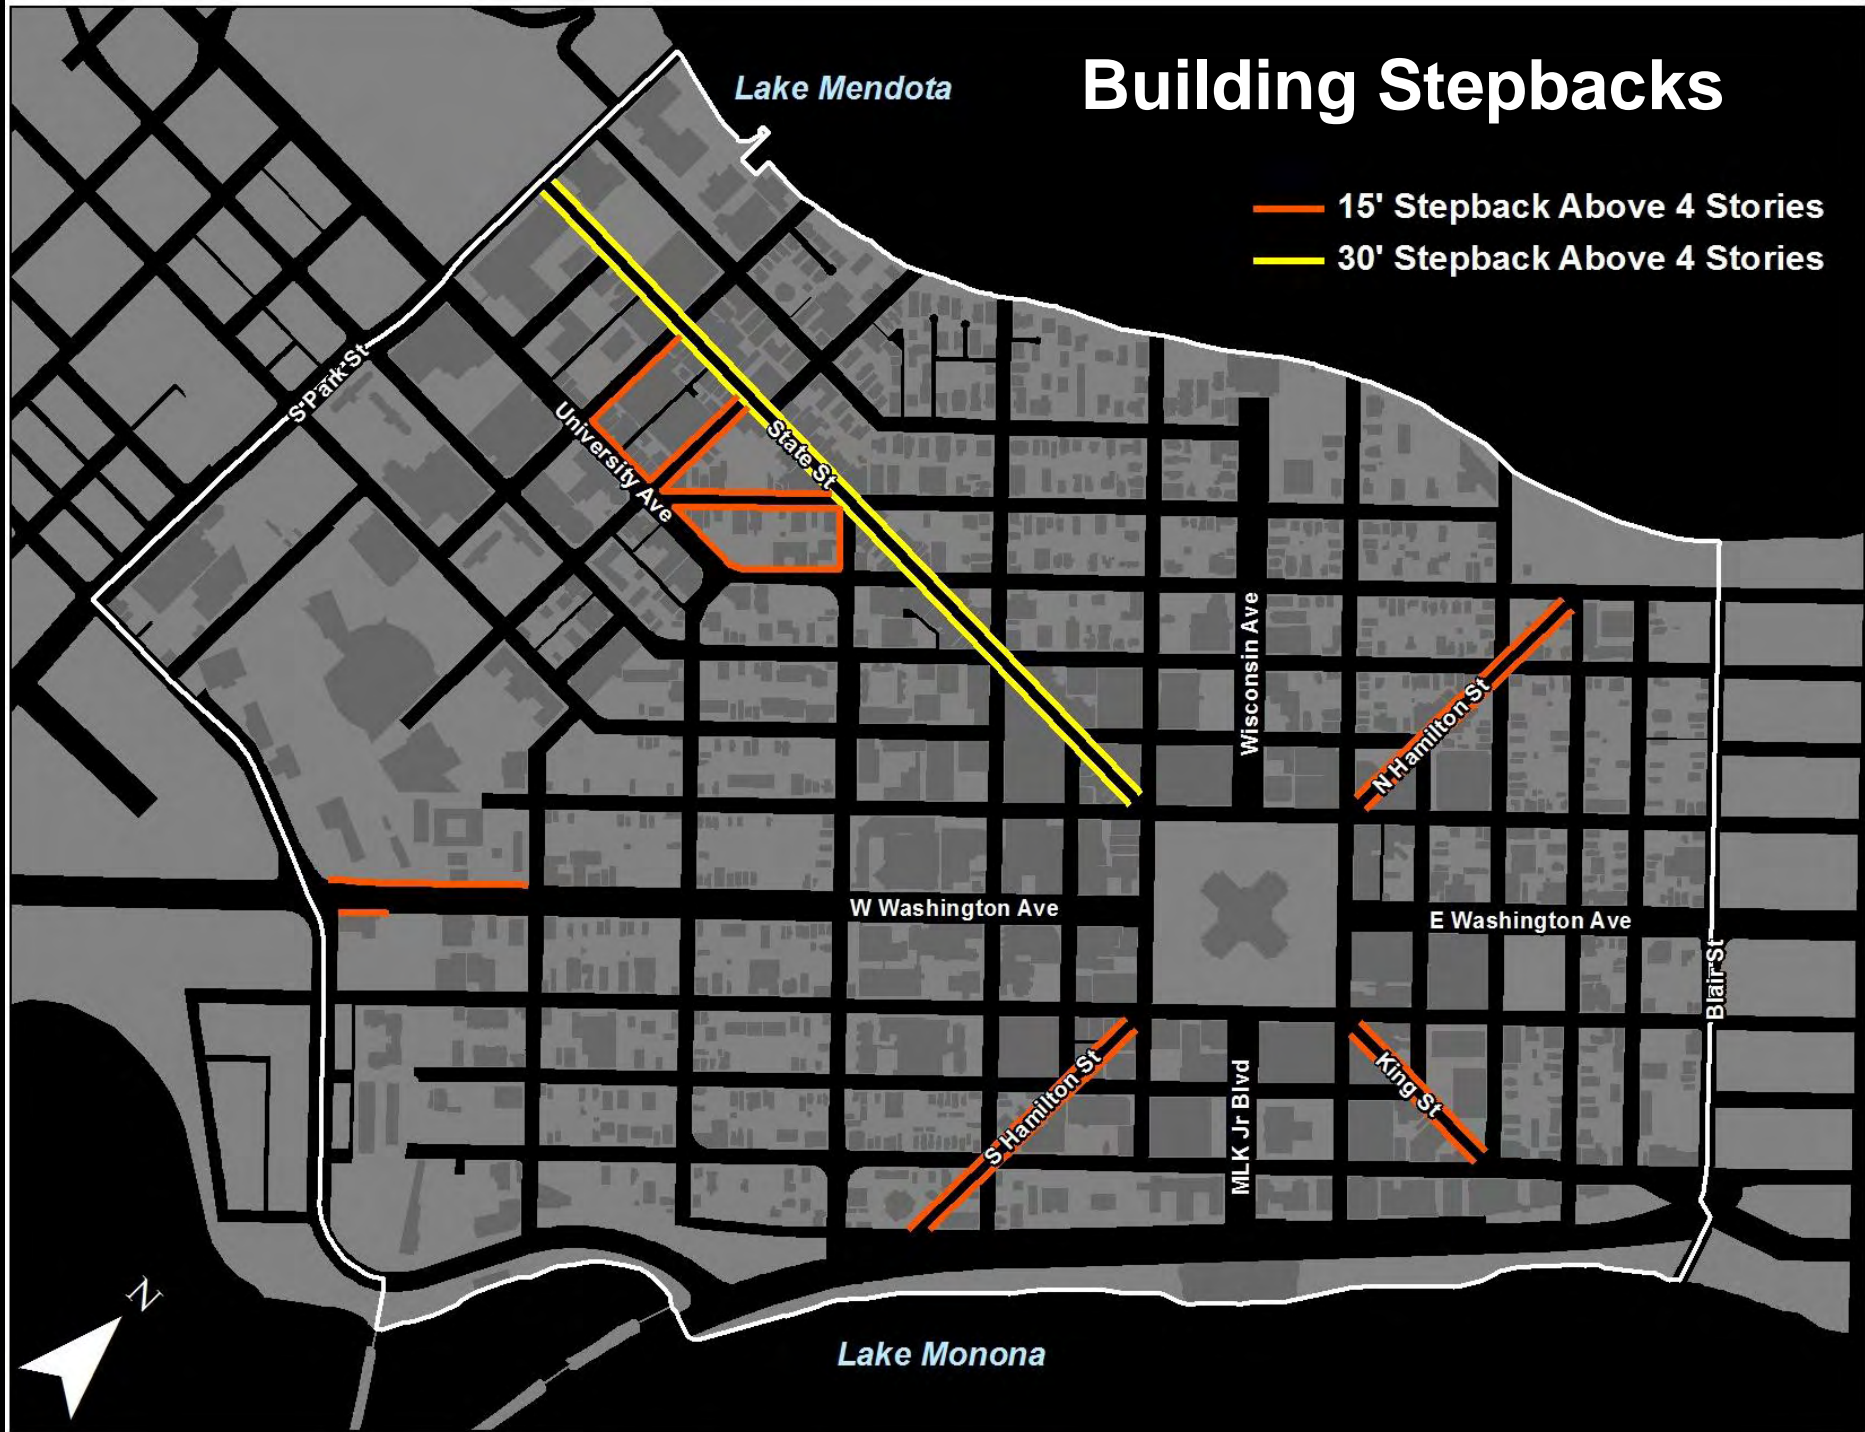 Building Stepbacks
Lake Mendota
15' Stepback Above 4 Stories
30' Stepback Above 4 Stories
S Park St
University Ave
State St
Wisconsin Ave
N Hamilton St
W Washington Ave
E Washington Ave
Blair St
S Hamilton St
King St
MLK Jr Blvd
N
Lake Monona